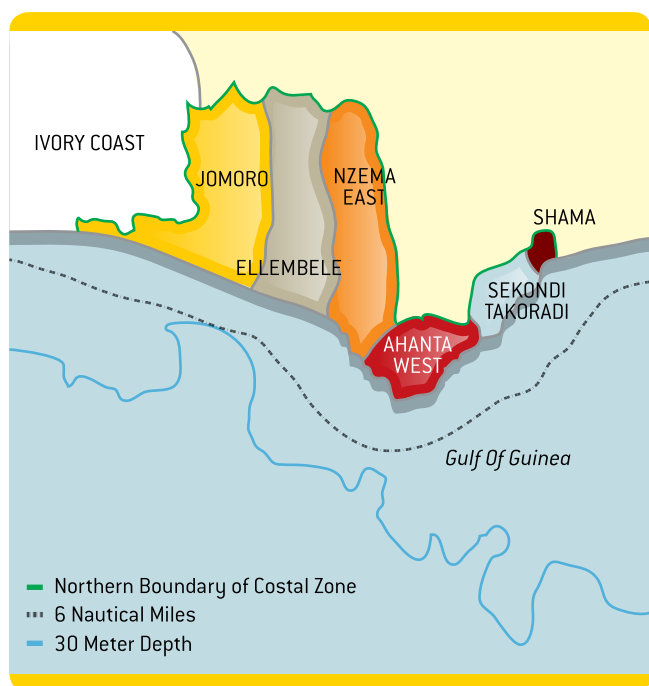 IVORY COAST
JOMORO
NZEMA
EAST
SHAMA
ELLEMBELE
SEKONDI
TAKORADI
AHANTA
WEST
Gulf Of Guinea
Northern Boundary of Costal Zone
6 Nautical Miles
30 Meter Depth